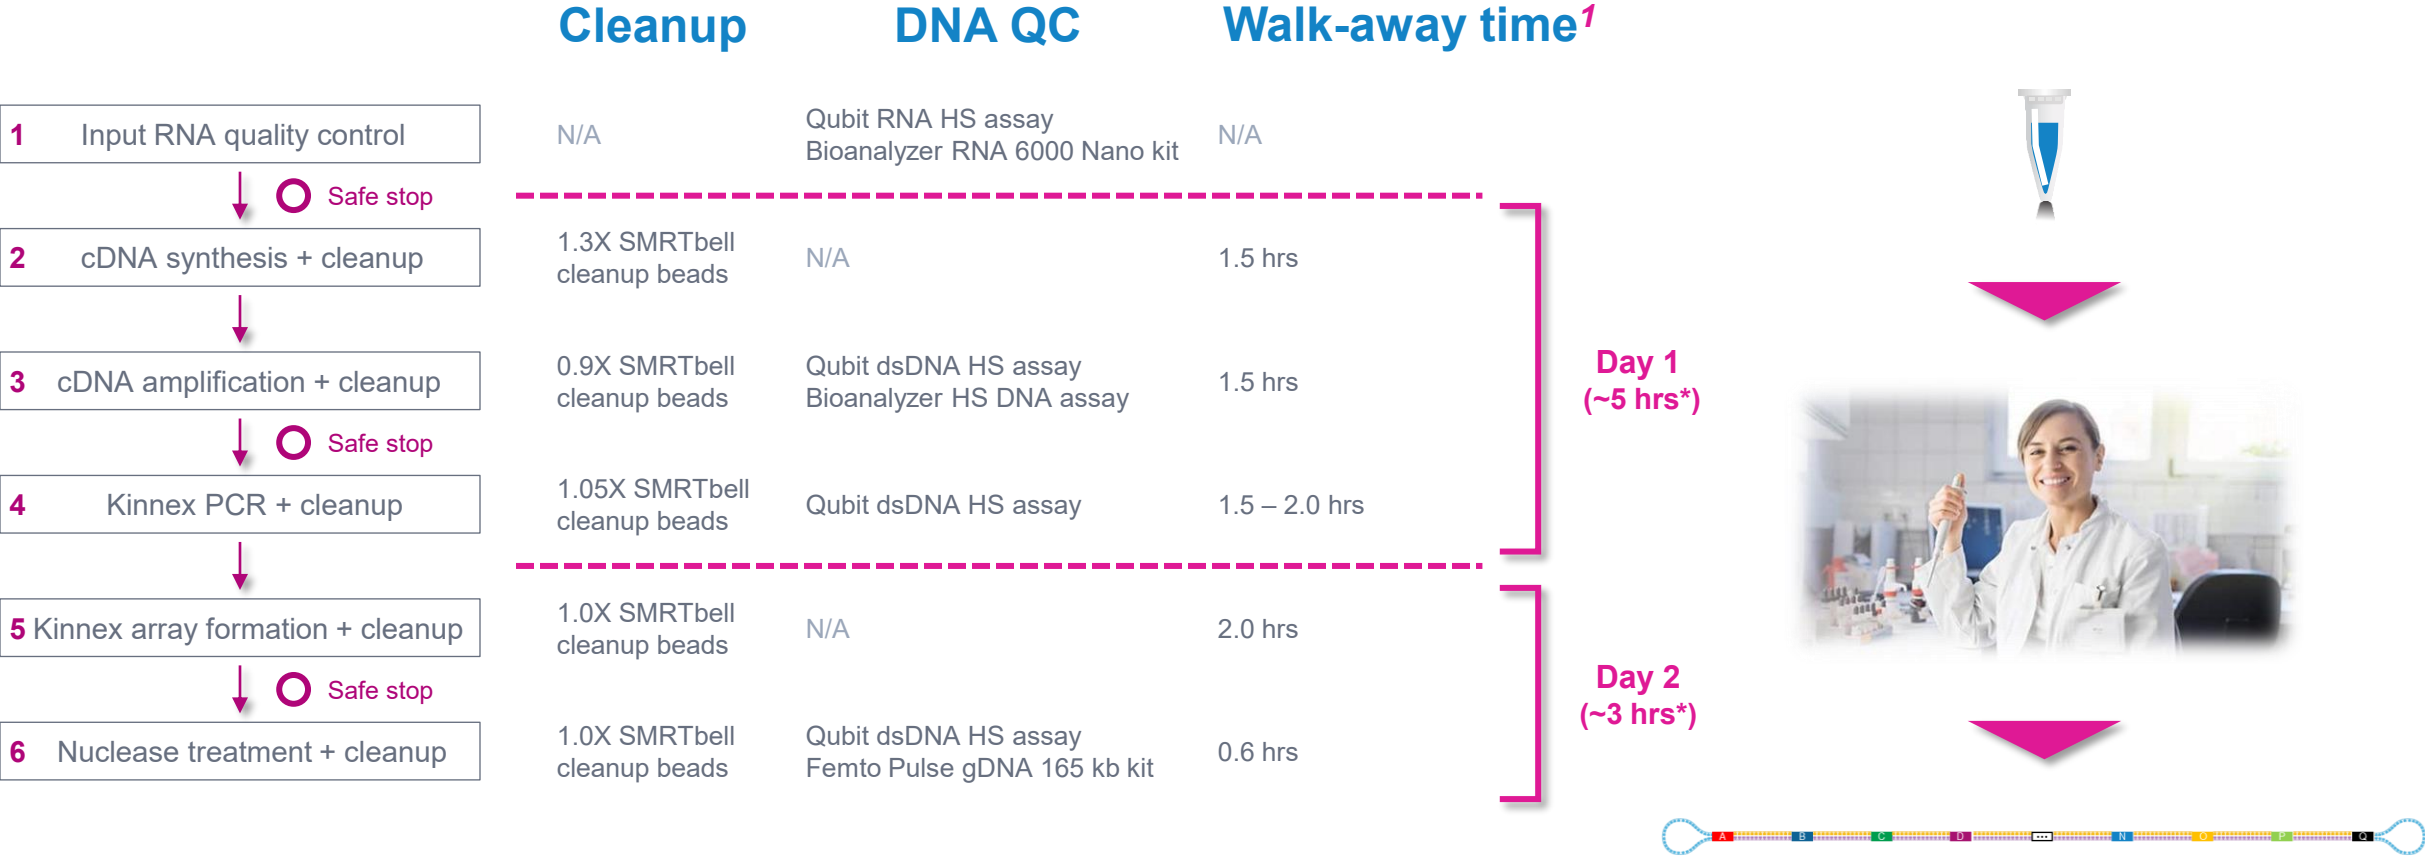 Cleanup DNA QC Walk-away time1
1 Input RNA quality control
N/A
Qubit RNA HS assay
Bioanalyzer RNA 6000 Nano kit
N/A
Safe stop
2 cDNA synthesis + cleanup
1.3X SMRTbell
cleanup beads
N/A
1.5 hrs
3 cDNA amplification + cleanup
0.9X SMRTbell
cleanup beads
Qubit dsDNA HS assay
Bioanalyzer HS DNA assay
1.5 hrs
Day 1
(~5 hrs*)
Safe stop
4 Kinnex PCR + cleanup
1.05X SMRTbell
cleanup beads
Qubit dsDNA HS assay
1.5 – 2.0 hrs
5 Kinnex array formation + cleanup
1.0X SMRTbell
cleanup beads
N/A
2.0 hrs
Day 2
(~3 hrs*)
Safe stop
6 Nuclease treatment + cleanup
1.0X SMRTbell
cleanup beads
Qubit dsDNA HS assay
Femto Pulse gDNA 165 kb kit
0.6 hrs
A B C D ... N O P Q